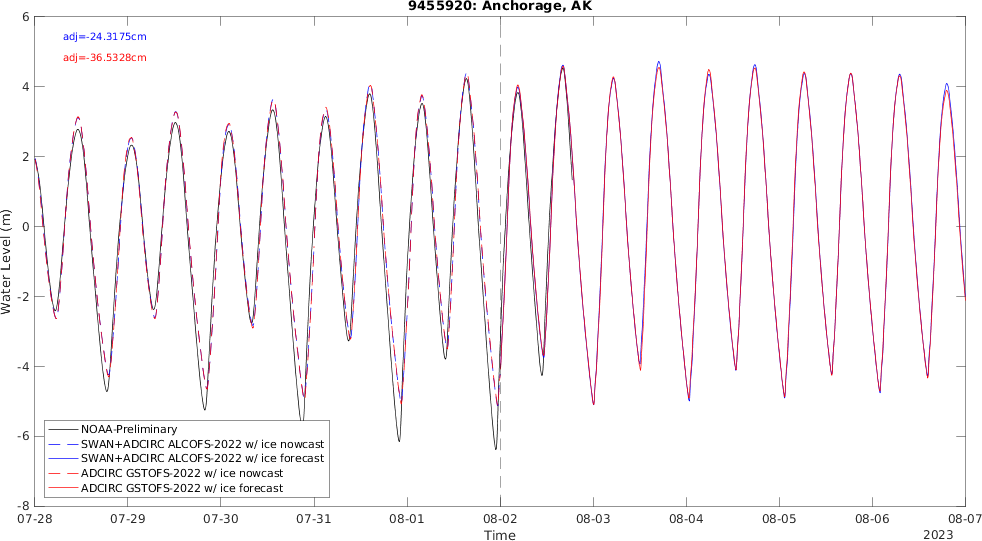 9455920: Anchorage, AK
adj=-24.3175cm
adj=-36.5328cm
6
4
2
0
-2
-4
-6
-8
Water Level (m)
NOAA-Preliminary
SWAN+ADCIRC ALCOFS-2022 w/ ice nowcast
SWAN+ADCIRC ALCOFS-2022 w/ ice forecast
ADCIRC GSTOFS-2022 w/ ice nowcast
ADCIRC GSTOFS-2022 w/ ice forecast
07-28 07-29 07-30 07-31 08-01 08-02 08-03 08-04 08-05 08-06 08-07
Time
2023